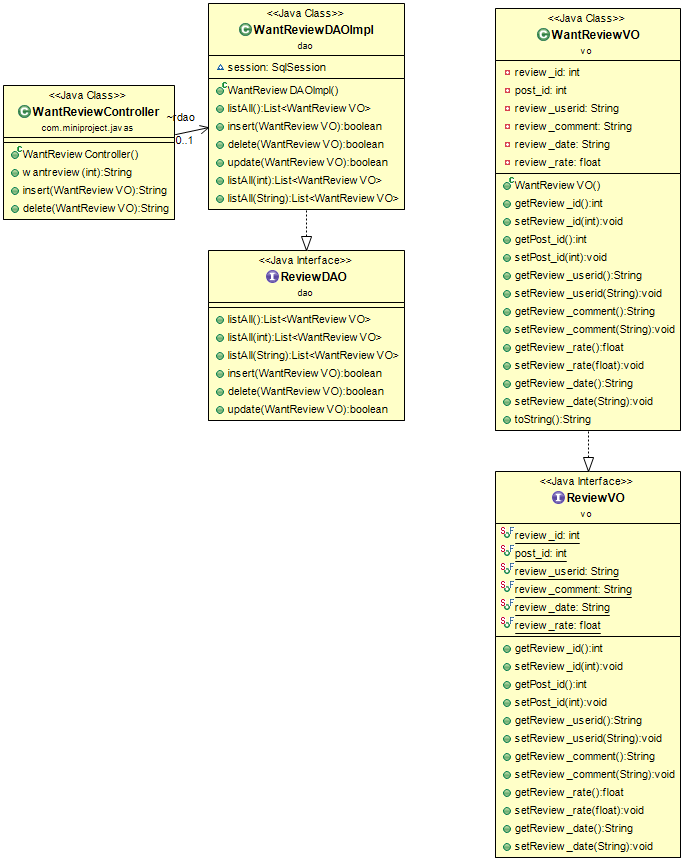 <<Java Class>>
WantReviewController
com.miniproject.javas
WantReviewController()
wantreview(int):String
insert(WantReviewVO):String
delete(WantReviewVO):String
~rdao
0..1
<<Java Class>>
WantReviewDAOImpl
dao
session: SqlSession
WantReviewDAOImpl()
listAll():List<WantReviewVO>
insert(WantReviewVO):boolean
delete(WantReviewVO):boolean
update(WantReviewVO):boolean
listAll(int):List<WantReviewVO>
listAll(String):List<WantReviewVO>
<<Java Interface>>
ReviewDAO
dao
listAll():List<WantReviewVO>
listAll(int):List<WantReviewVO>
listAll(String):List<WantReviewVO>
insert(WantReviewVO):boolean
delete(WantReviewVO):boolean
update(WantReviewVO):boolean
<<Java Class>>
WantReviewVO
vo
review_id: int
post_id: int
review_userid: String
review_comment: String
review_date: String
review_rate: float
WantReviewVO()
getReview_id():int
setReview_id(int):void
getPost_id():int
setPost_id(int):void
getReview_userid():String
setReview_userid(String):void
getReview_comment():String
setReview_comment(String):void
getReview_rate():float
setReview_rate(float):void
getReview_date():String
setReview_date(String):void
toString():String
<<Java Interface>>
ReviewVO
vo
review_id: int
post_id: int
review_userid: String
review_comment: String
review_date: String
review_rate: float
getReview_id():int
setReview_id(int):void
getPost_id():int
setPost_id(int):void
getReview_userid():String
setReview_userid(String):void
getReview_comment():String
setReview_comment(String):void
getReview_rate():float
setReview_rate(float):void
getReview_date():String
setReview_date(String):void